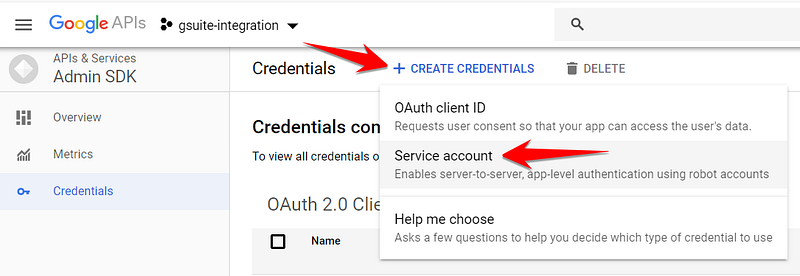 Google APIs
gsuite-integration
APIs & Services
Admin SDK
Credentials
+ CREATE CREDENTIALS
DELETE
Overview
Metrics
Credentials
OAuth client ID
Requests user consent so that your app can access the user's data.
Service account
Enables server-to-server, app-level authentication using robot accounts
Help me choose
Asks a few questions to help you decide which type of credential to use
Credentials com
To view all credentials o
OAuth 2.0 Clie
Name